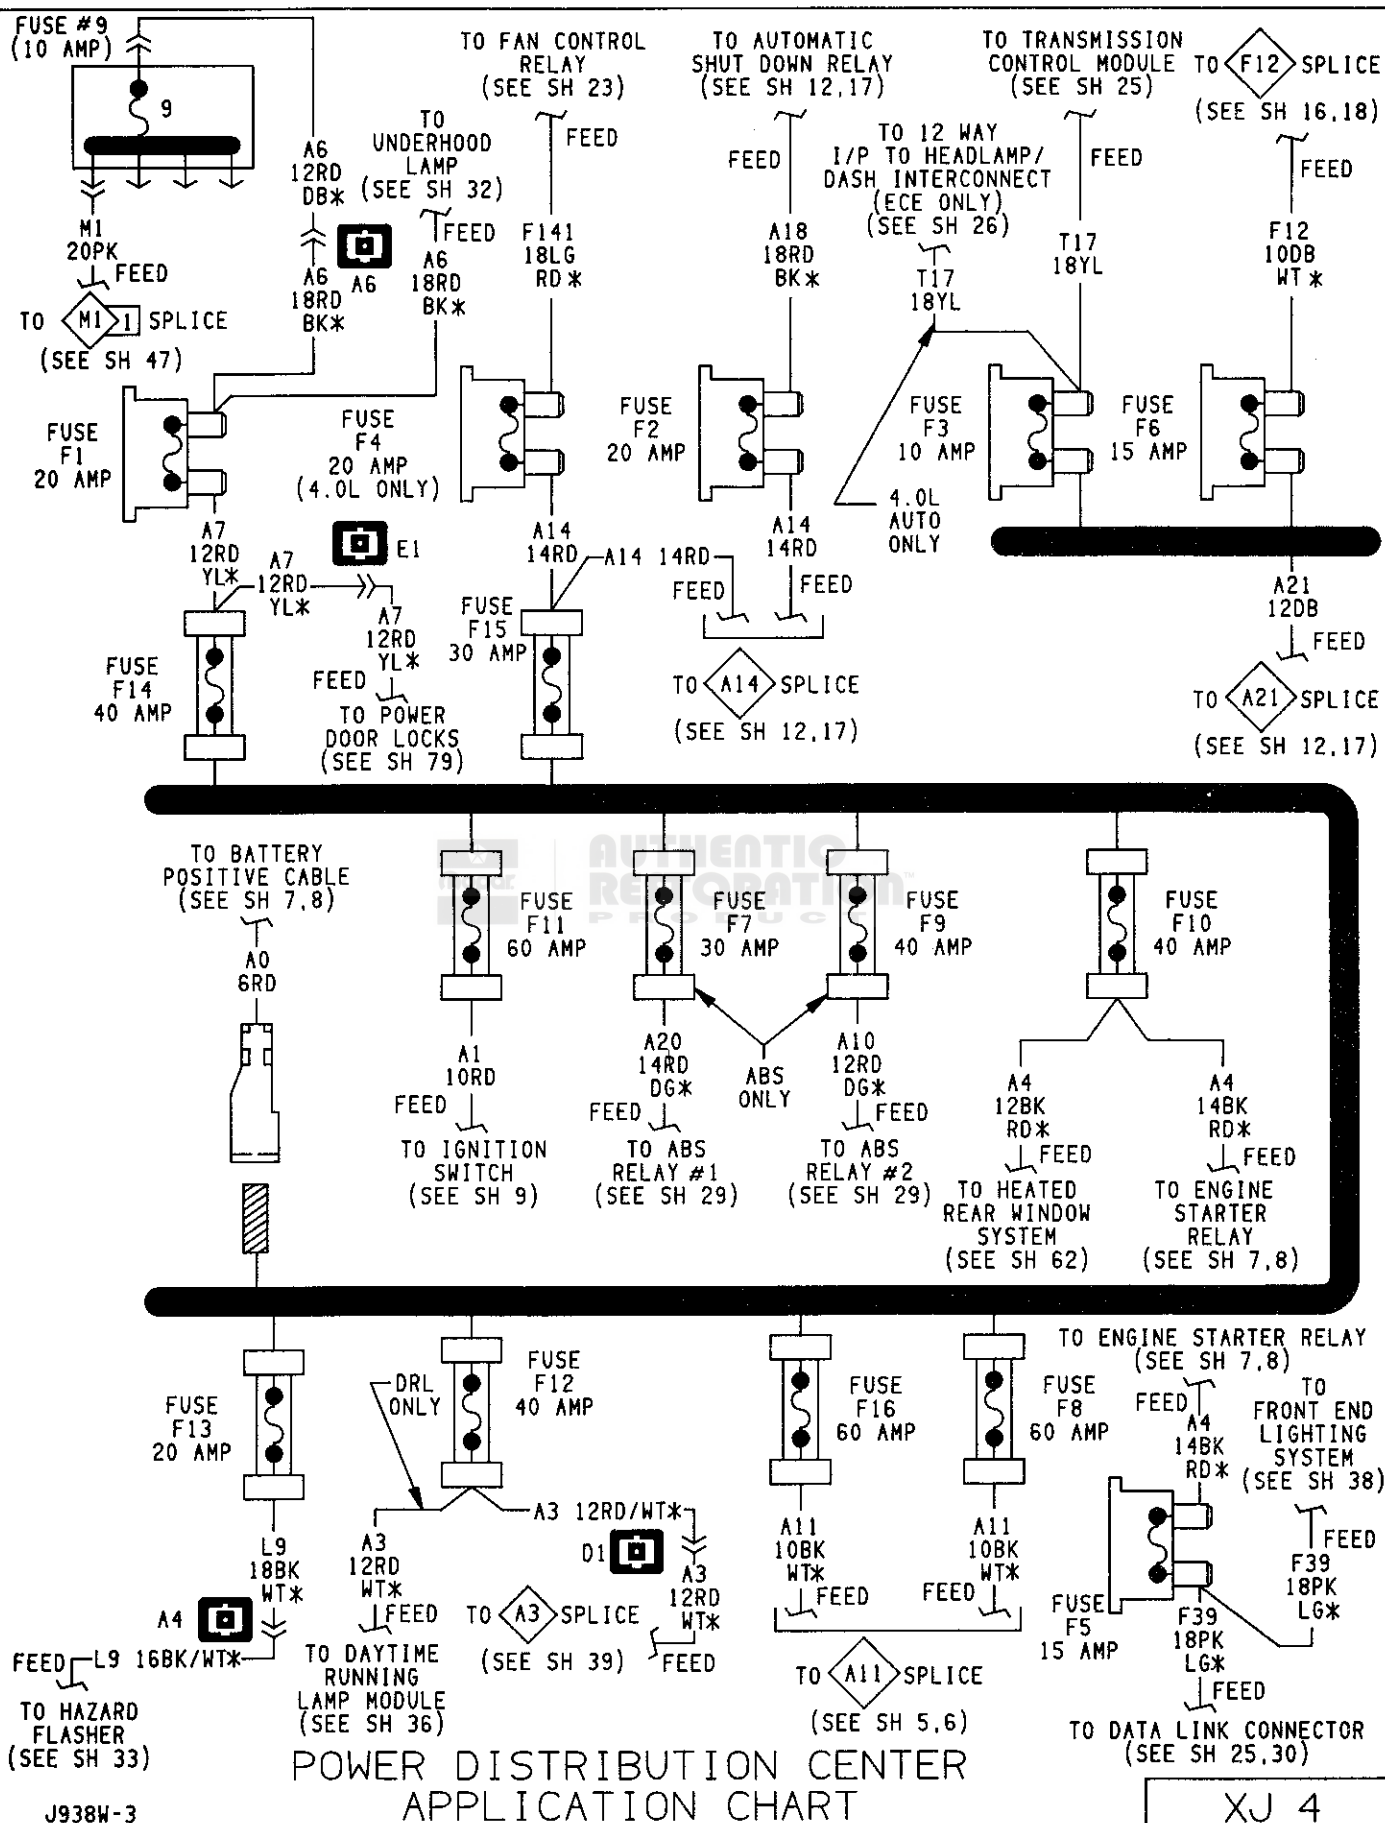 FUSE #9
(10 AMP)
9
M1
20PK
FEED
TO M1 1 SPLICE
(SEE SH 47)
A6
12RD
DB*
A6
A6
18RD
BK*
TO
UNDERHOOD
LAMP
(SEE SH 32)
FEED
A6
18RD
BK*
TO FAN CONTROL
RELAY
(SEE SH 23)
FEED
F141
18LG
RD*
TO AUTOMATIC
SHUT DOWN RELAY
(SEE SH 12,17)
FEED
A18
18RD
BK*
TO 12 WAY
I/P TO HEADLAMP/
DASH INTERCONNECT
(ECE ONLY)
(SEE SH 26)
T17
18YL
TO TRANSMISSION
CONTROL MODULE
(SEE SH 25)
FEED
T17
18YL
TO F12 SPLICE
(SEE SH 16,18)
FEED
F12
10DB
WT*
FUSE
F1
20 AMP
FUSE
F4
20 AMP
(4.0L ONLY)
FUSE
F2
20 AMP
FUSE
F3
10 AMP
FUSE
F6
15 AMP
4.0L
AUTO
ONLY
A7
12RD
YL*
A7
12RD
YL*
E1
A7
12RD
YL*
FEED
TO POWER
DOOR LOCKS
(SEE SH 79)
FUSE
F14
40 AMP
A14
14RD
A14 14RD
FEED
A14
14RD
FEED
FUSE
F15
30 AMP
TO A14 SPLICE
(SEE SH 12,17)
A21
12DB
FEED
TO A21 SPLICE
(SEE SH 12,17)
AUTHENTIC
RESTORATION™
PRODUCT
TO BATTERY
POSITIVE CABLE
(SEE SH 7,8)
A0
6RD
FUSE
F11
60 AMP
FUSE
F7
30 AMP
FUSE
F9
40 AMP
FUSE
F10
40 AMP
A1
10RD
FEED
TO IGNITION
SWITCH
(SEE SH 9)
A20
14RD
DG*
FEED
TO ABS
RELAY #1
(SEE SH 29)
ABS
ONLY
A10
12RD
DG*
FEED
TO ABS
RELAY #2
(SEE SH 29)
A4
12BK
RD*
FEED
TO HEATED
REAR WINDOW
SYSTEM
(SEE SH 62)
A4
14BK
RD*
FEED
TO ENGINE
STARTER
RELAY
(SEE SH 7,8)
FUSE
F13
20 AMP
DRL
ONLY
FUSE
F12
40 AMP
FUSE
F16
60 AMP
FUSE
F8
60 AMP
TO ENGINE STARTER RELAY
(SEE SH 7,8)
FEED
A4
14BK
RD*
TO
FRONT END
LIGHTING
SYSTEM
(SEE SH 38)
FEED
F39
18PK
LG*
FUSE
F5
15 AMP
F39
18PK
LG*
FEED
TO DATA LINK CONNECTOR
(SEE SH 25,30)
L9
18BK
WT*
A4
FEED L9 16BK/WT*
TO HAZARD
FLASHER
(SEE SH 33)
A3
12RD
WT*
FEED
TO DAYTIME
RUNNING
LAMP MODULE
(SEE SH 36)
A3 12RD/WT*
D1
A3
12RD
WT*
FEED
TO A3 SPLICE
(SEE SH 39)
A11
10BK
WT*
FEED
A11
10BK
WT*
FEED
TO A11 SPLICE
(SEE SH 5,6)
POWER DISTRIBUTION CENTER
APPLICATION CHART
J938W-3
XJ 4